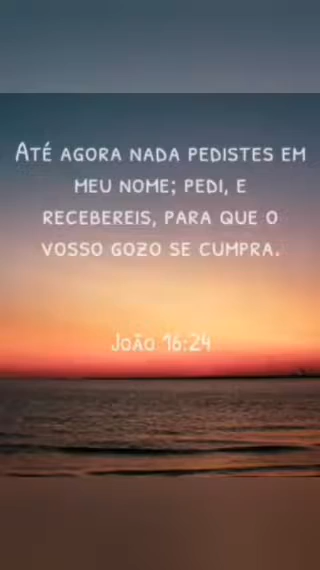 Até agora nada pedistes em
meu nome; pedi, e
recebereis, para que o
vosso gozo se cumpra.
João 16:24